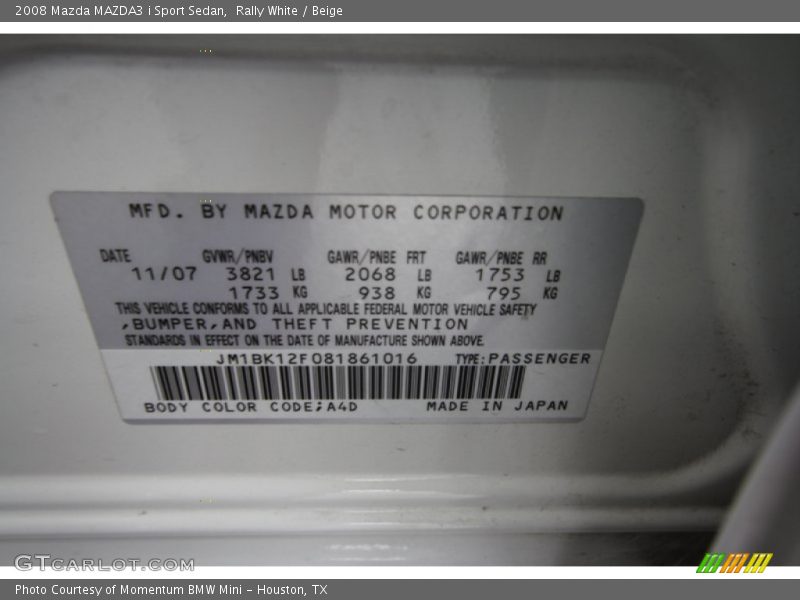 2008 Mazda MAZDA3 i Sport Sedan,  Rally White / Beige
MFD. BY MAZDA MOTOR CORPORATION
DATE GVWR/PNBV GAWR/PNBE FRT GAWR/PNBE RR
11/07 3821 LB 2068 LB 1753 LB
1733 KG 938 KG 795 KG
THIS VEHICLE CONFORMS TO ALL APPLICABLE FEDERAL MOTOR VEHICLE SAFETY
,BUMPER,AND THEFT PREVENTION
STANDARDS IN EFFECT ON THE DATE OF MANUFACTURE SHOWN ABOVE.
JM1BK12F081861016 TYPE:PASSENGER
BODY COLOR CODE;A4D MADE IN JAPAN
GTCARLOT.COM
Photo Courtesy of Momentum BMW Mini - Houston, TX